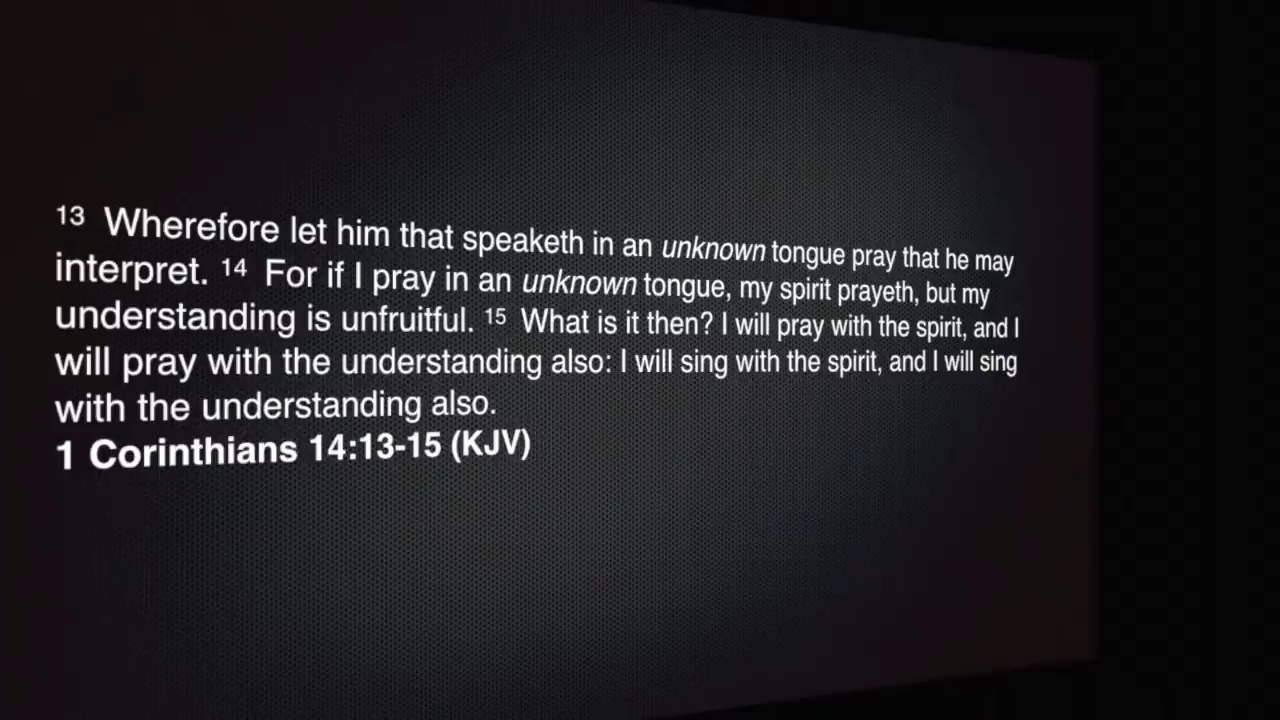 13 Wherefore let him that speaketh in an unknown tongue pray that he may
interpret. 14 For if I pray in an unknown tongue, my spirit prayeth, but my
understanding is unfruitful. 15 What is it then? I will pray with the spirit, and I
will pray with the understanding also: I will sing with the spirit, and I will sing
with the understanding also.
1 Corinthians 14:13-15 (KJV)